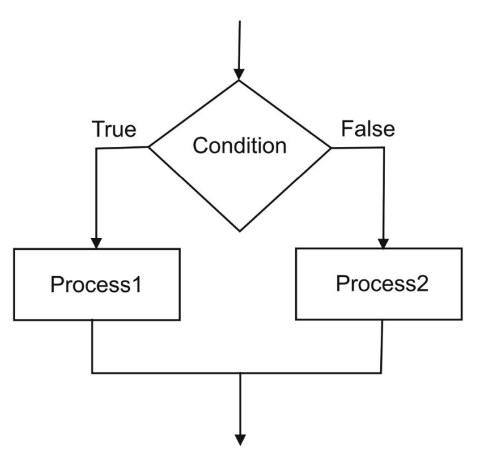 True
False
Condition
Process1
Process2